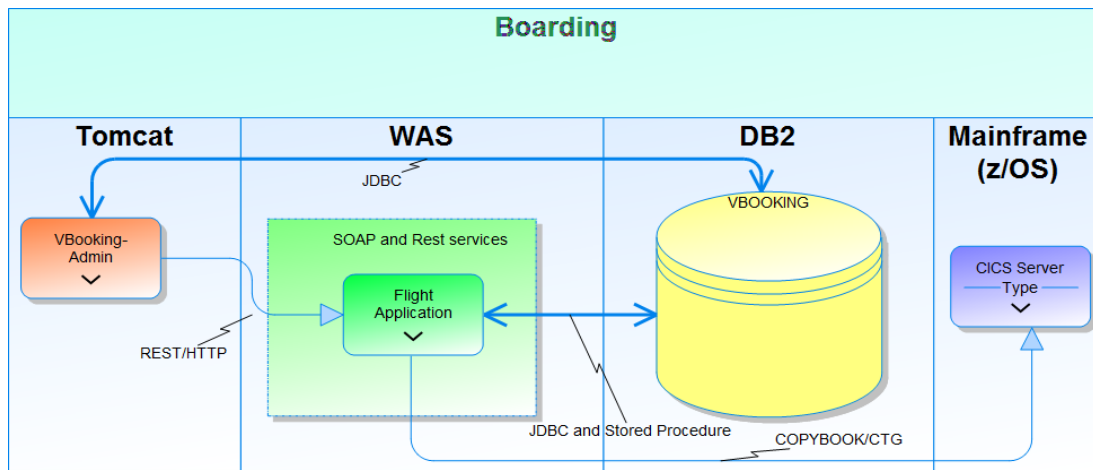 Boarding
Tomcat
WAS
DB2
Mainframe
(z/OS)
JDBC
VBOOKING
VBooking-
Admin
SOAP and Rest services
Flight
Application
CICS Server
Type
REST/HTTP
JDBC and Stored Procedure
COPYBOOK/CTG